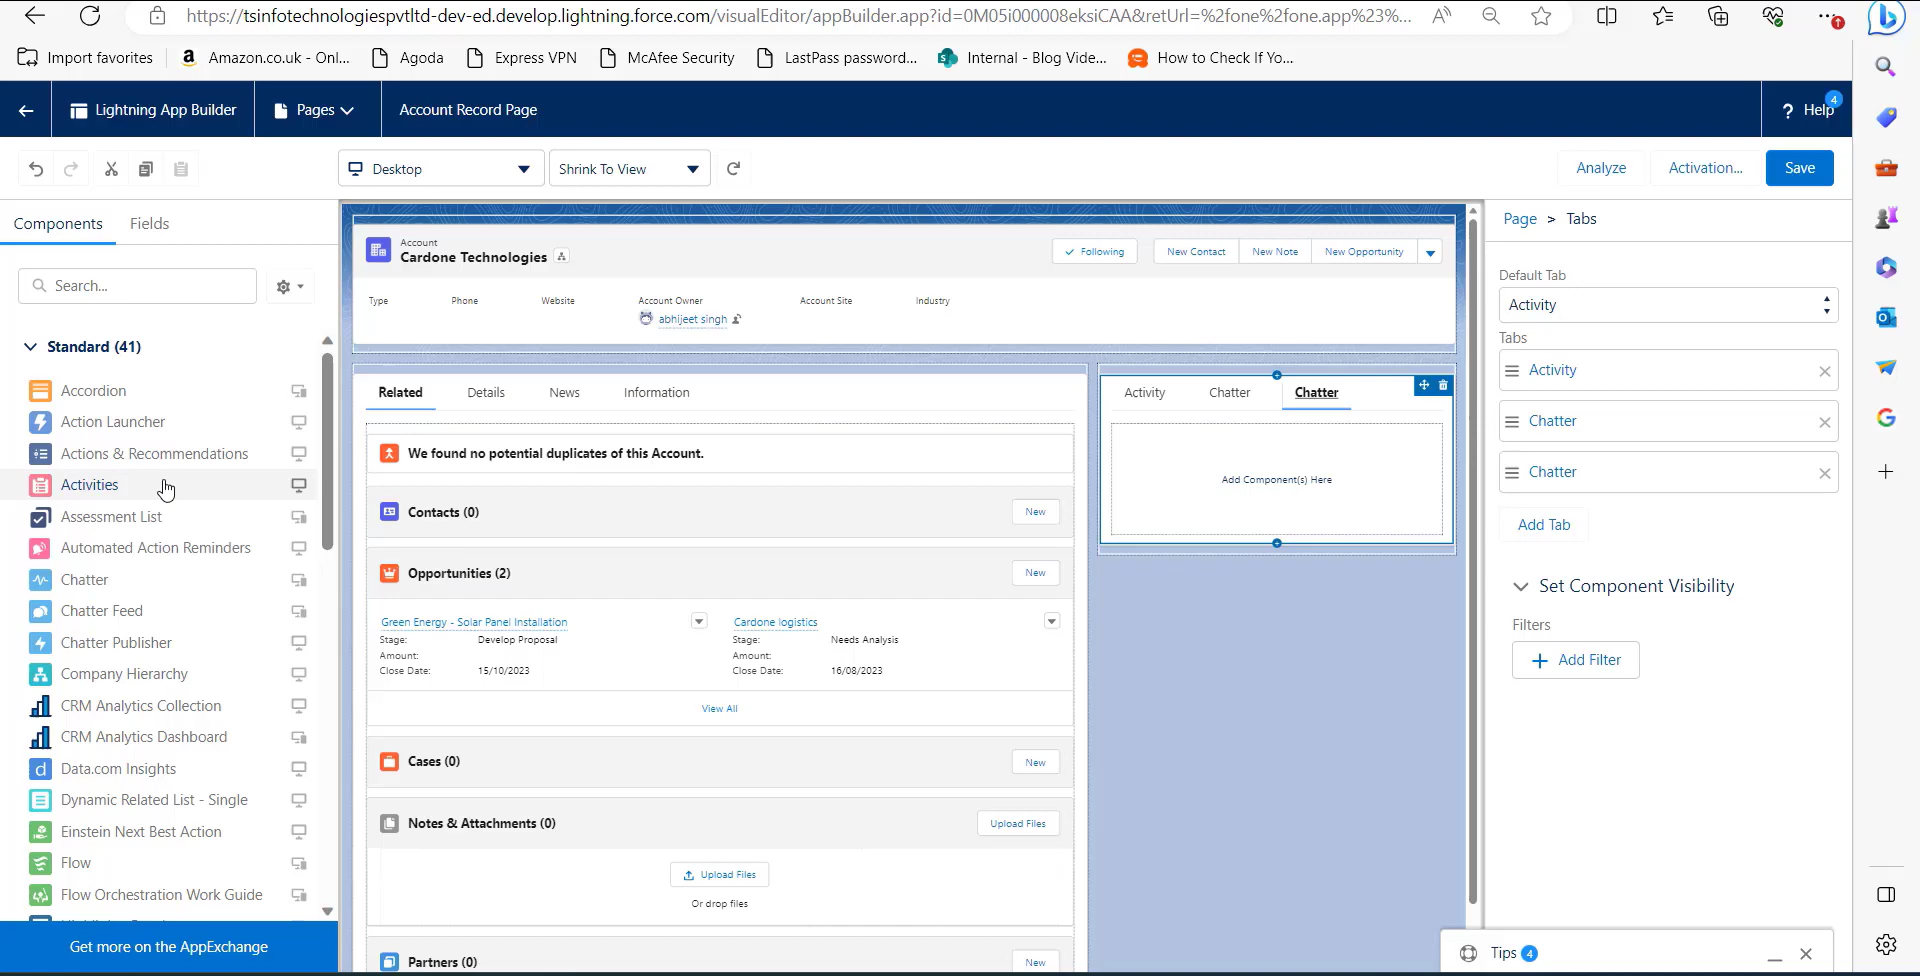 https://tsinfotechnologiespvtltd-dev-ed.develop.lightning.force.com/visualEditor/appBuilder.app?id=0M05i000008eksiCAA&retUrl=%2fone%2fone.app%23%...
Import favorites
Amazon.co.uk - Onl...
Agoda
Express VPN
McAfee Security
LastPass password...
Internal - Blog Vide...
How to Check If Yo...
Lightning App Builder
Pages
Account Record Page
? Help
4
Desktop
Shrink To View
Analyze
Activation...
Save
Components
Fields
Search...
Standard (41)
Accordion
Action Launcher
Actions & Recommendations
Activities
Assessment List
Automated Action Reminders
Chatter
Chatter Feed
Chatter Publisher
Company Hierarchy
CRM Analytics Collection
CRM Analytics Dashboard
Data.com Insights
Dynamic Related List - Single
Einstein Next Best Action
Flow
Flow Orchestration Work Guide
Get more on the AppExchange
Account
Cardone Technologies
Following
New Contact
New Note
New Opportunity
Type
Phone
Website
Account Owner
Account Site
Industry
abhijeet singh
Related
Details
News
Information
We found no potential duplicates of this Account.
Contacts (0)
New
Opportunities (2)
New
Green Energy - Solar Panel Installation
Stage: Develop Proposal
Amount:
Close Date: 15/10/2023
Cardone logistics
Stage: Needs Analysis
Amount:
Close Date: 16/08/2023
View All
Cases (0)
New
Notes & Attachments (0)
Upload Files
Upload Files
Or drop files
Partners (0)
New
Activity
Chatter
Chatter
Add Component(s) Here
Page > Tabs
Default Tab
Activity
Tabs
Activity
Chatter
Chatter
Add Tab
Set Component Visibility
Filters
Add Filter
Tips 4